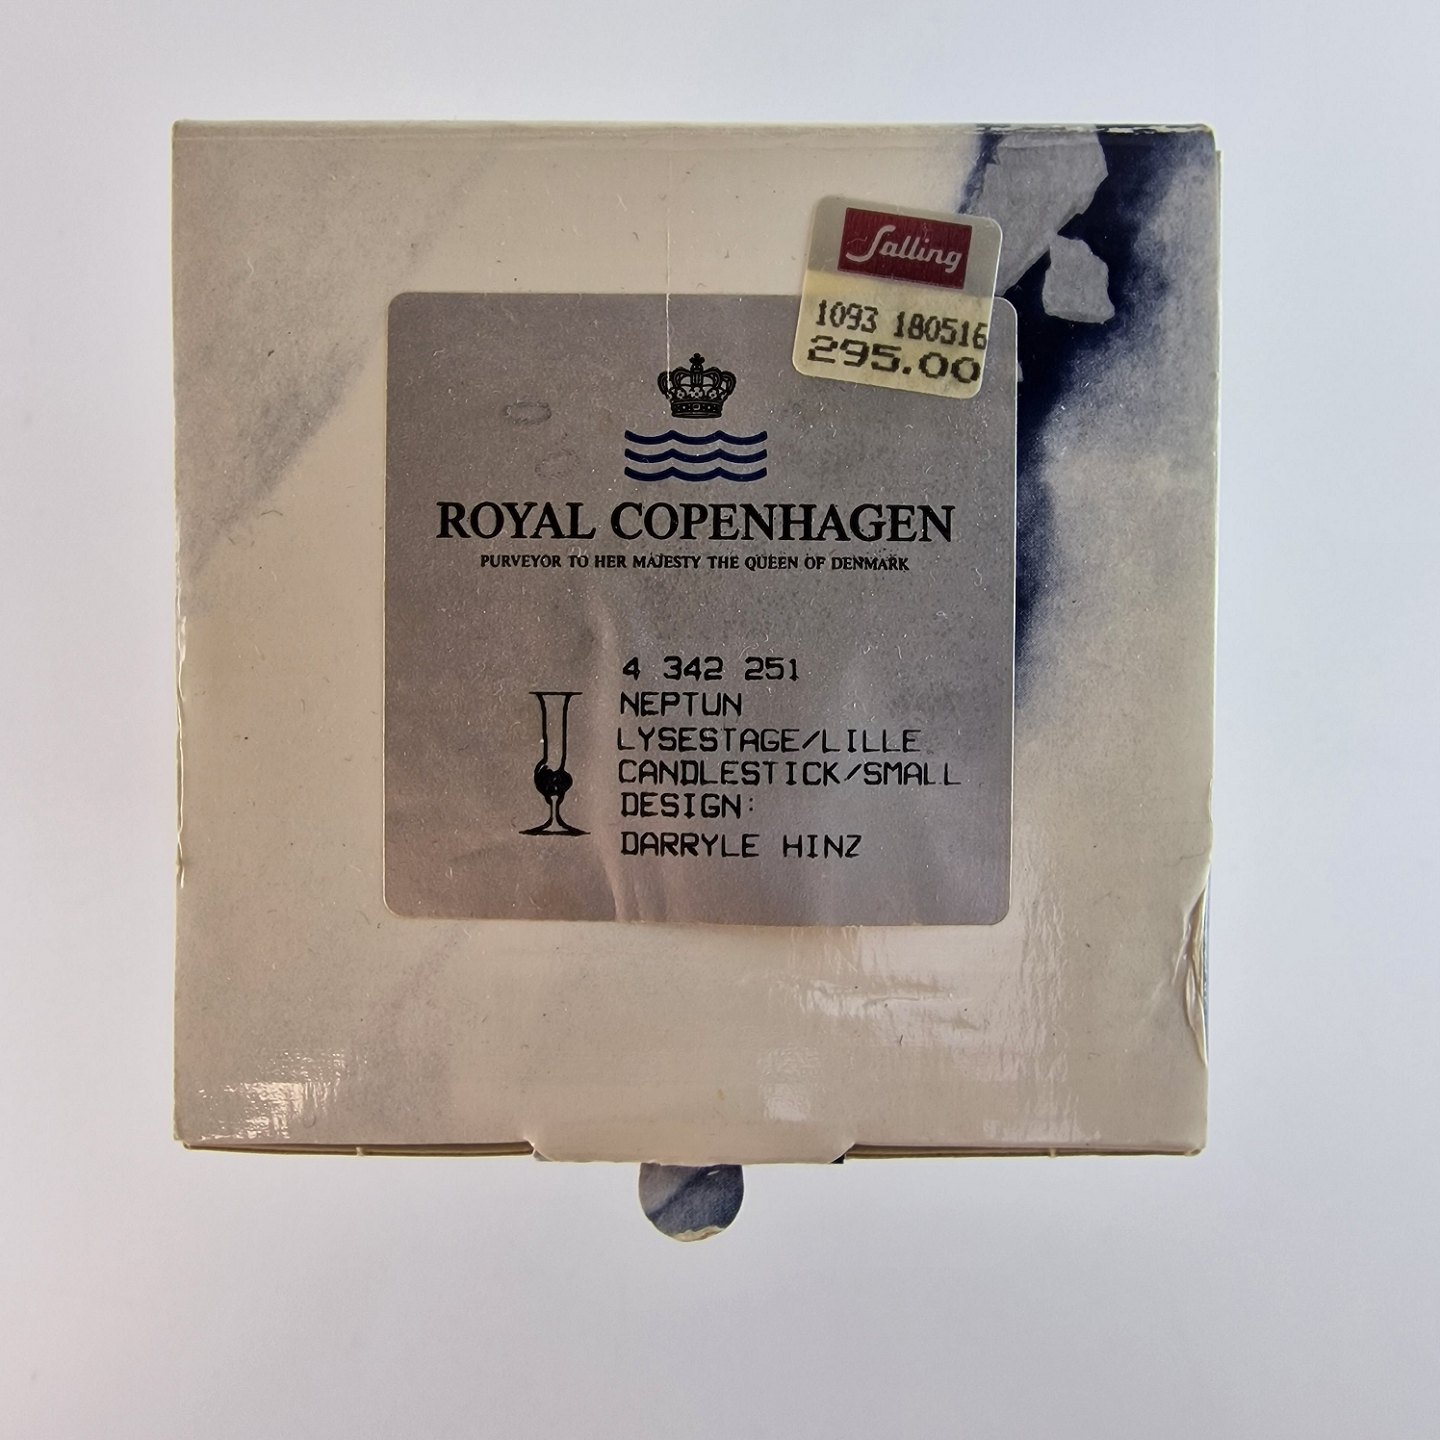 Salling
1093 180516
295.00
ROYAL COPENHAGEN
PURVEYOR TO HER MAJESTY THE QUEEN OF DENMARK
4 342 251
NEPTUN
LYSESTAGE/LILLE
CANDLESTICK/SMALL
DESIGN:
DARRYLE HINZ